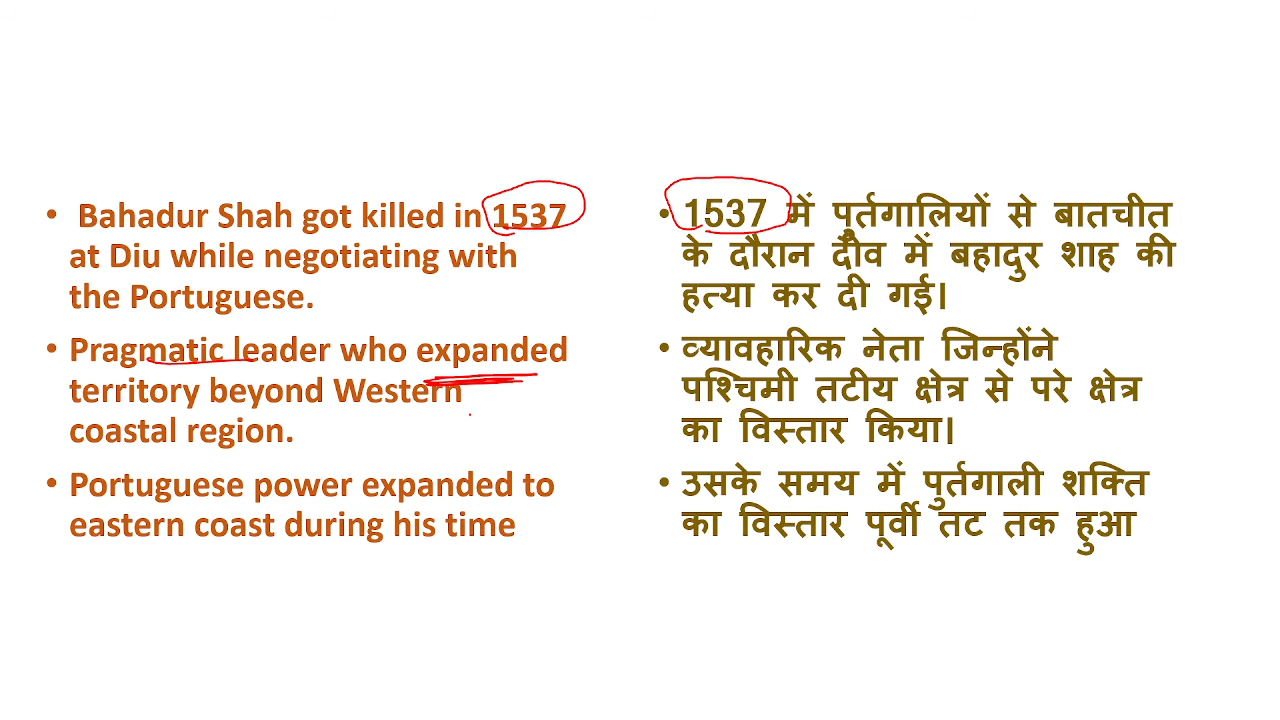 • Bahadur Shah got killed in 1537
at Diu while negotiating with
the Portuguese.
• Pragmatic leader who expanded
territory beyond Western
coastal region.
• Portuguese power expanded to
eastern coast during his time
• 1537 में पुर्तगालियों से बातचीत
के दौरान दीव में बहादुर शाह की
हत्या कर दी गई।
• व्यावहारिक नेता जिन्होंने
पश्चिमी तटीय क्षेत्र से परे क्षेत्र
का विस्तार किया।
• उसके समय में पुर्तगाली शक्ति
का विस्तार पूर्वी तट तक हुआ